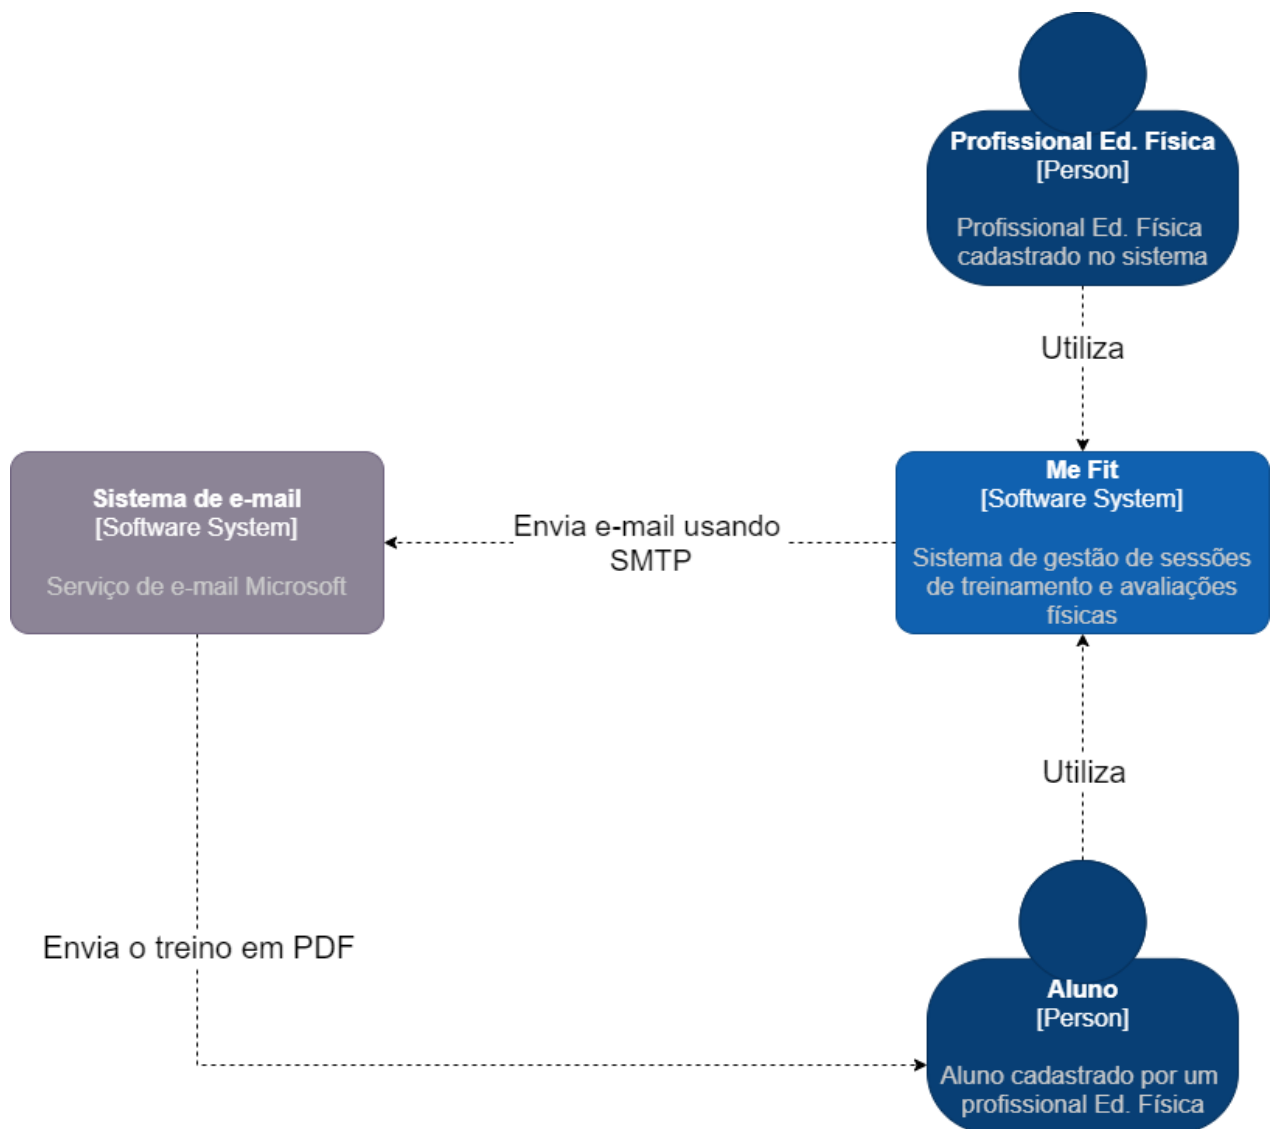 Profissional Ed. Física
[Person]
Profissional Ed. Física
cadastrado no sistema
Utiliza
Sistema de e-mail
[Software System]
Serviço de e-mail Microsoft
Envia e-mail usando
SMTP
Me Fit
[Software System]
Sistema de gestão de sessões
de treinamento e avaliações
físicas
Utiliza
Envia o treino em PDF
Aluno
[Person]
Aluno cadastrado por um
profissional Ed. Física